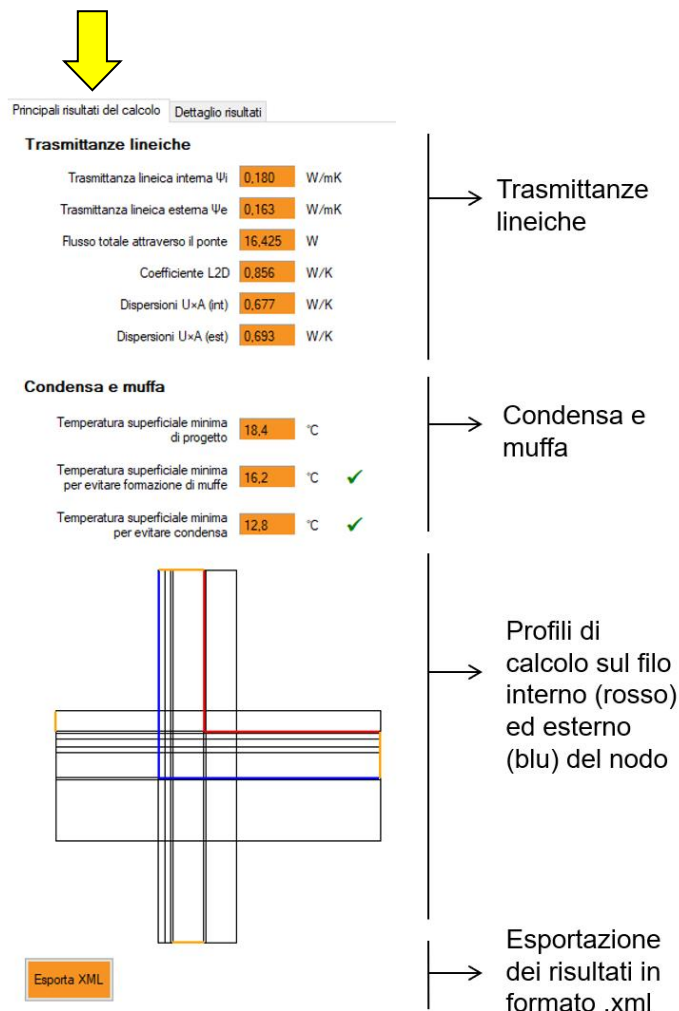 Principali risultati del calcolo
Dettaglio risultati
Trasmittanze lineiche
Trasmittanza lineica interna Ψi 0,180 W/mK
Trasmittanza lineica esterna Ψe 0,163 W/mK
Flusso totale attraverso il ponte 16,425 W
Coefficiente L2D 0,856 W/K
Dispersioni U×A (int) 0,677 W/K
Dispersioni U×A (est) 0,693 W/K
Trasmittanze
lineiche
Condensa e muffa
Temperatura superficiale minima
di progetto 18,4 °C
Temperatura superficiale minima
per evitare formazione di muffe 16,2 °C ✓
Temperatura superficiale minima
per evitare condensa 12,8 °C ✓
Condensa e
muffa
Profili di
calcolo sul filo
interno (rosso)
ed esterno
(blu) del nodo
Esporta XML
Esportazione
dei risultati in
formato .xml